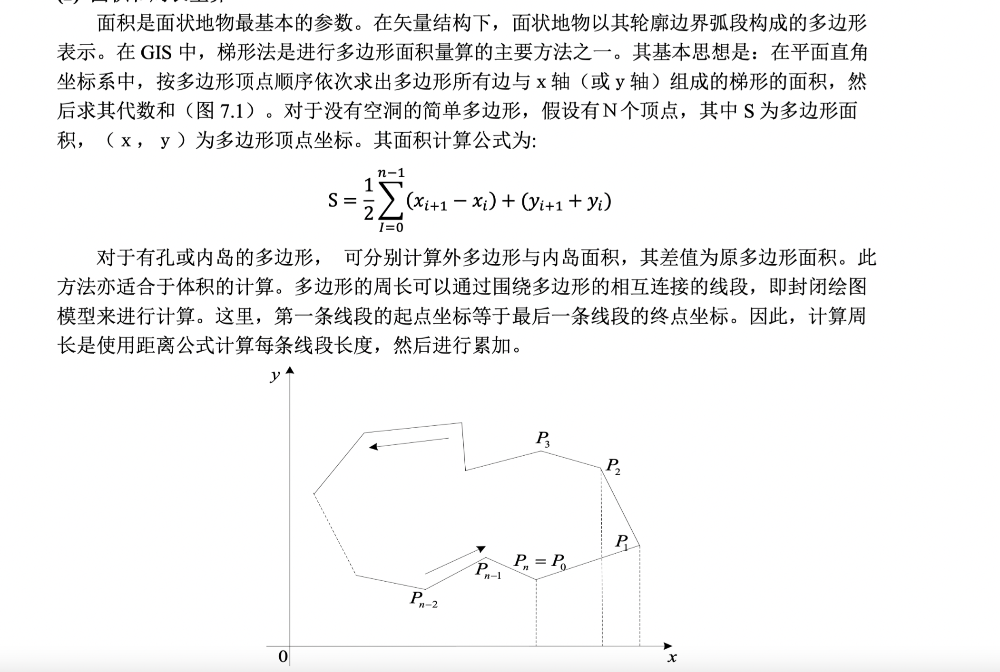 面积是面状地物最基本的参数。在矢量结构下，面状地物以其轮廓边界弧段构成的多边形
表示。在 GIS 中，梯形法是进行多边形面积量算的主要方法之一。其基本思想是：在平面直角
坐标系中，按多边形顶点顺序依次求出多边形所有边与 x 轴（或 y 轴）组成的梯形的面积，然
后求其代数和（图 7.1）。对于没有空洞的简单多边形，假设有 N 个顶点，其中 S 为多边形面
积，（ x ， y ）为多边形顶点坐标。其面积计算公式为:
S = \frac{1}{2} \sum_{I=0}^{n-1} (x_{i+1} − x_i) + (y_{i+1} + y_i)
对于有孔或内岛的多边形， 可分别计算外多边形与内岛面积，其差值为原多边形面积。此
方法亦适合于体积的计算。多边形的周长可以通过围绕多边形的相互连接的线段，即封闭绘图
模型来进行计算。这里，第一条线段的起点坐标等于最后一条线段的终点坐标。因此，计算周
长是使用距离公式计算每条线段长度，然后进行累加。
y
P_3
P_2
P_1
P_n = P_0
P_{n−1}
P_{n−2}
0
x